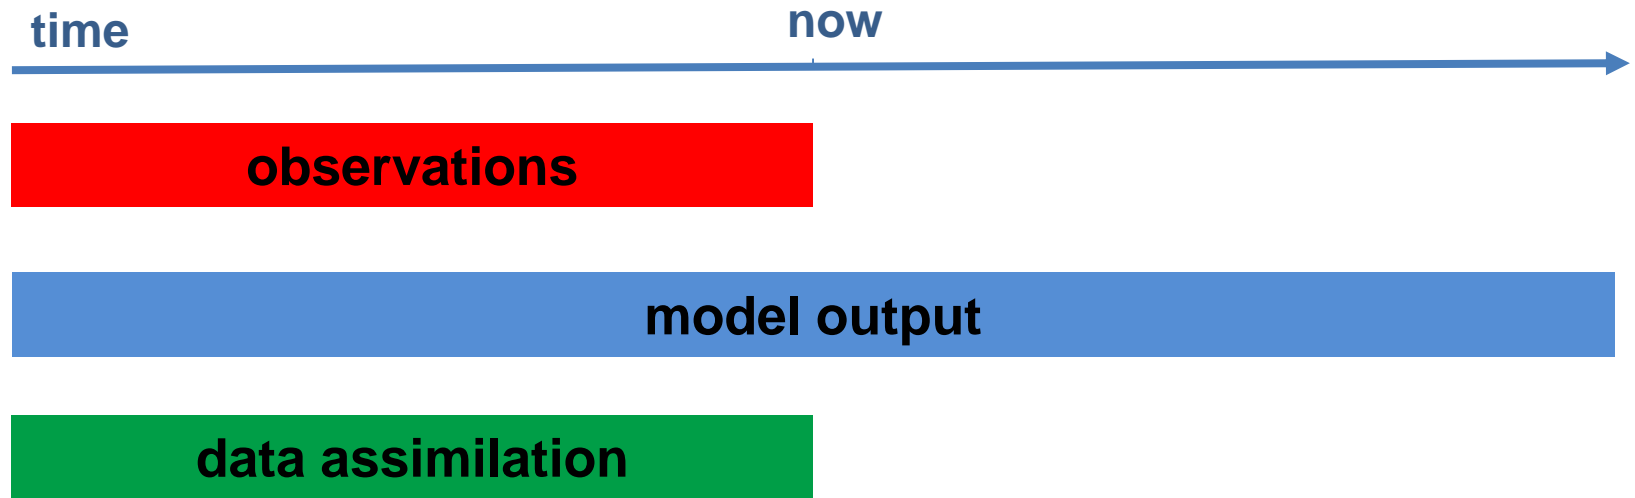 time
now
observations
model output
data assimilation